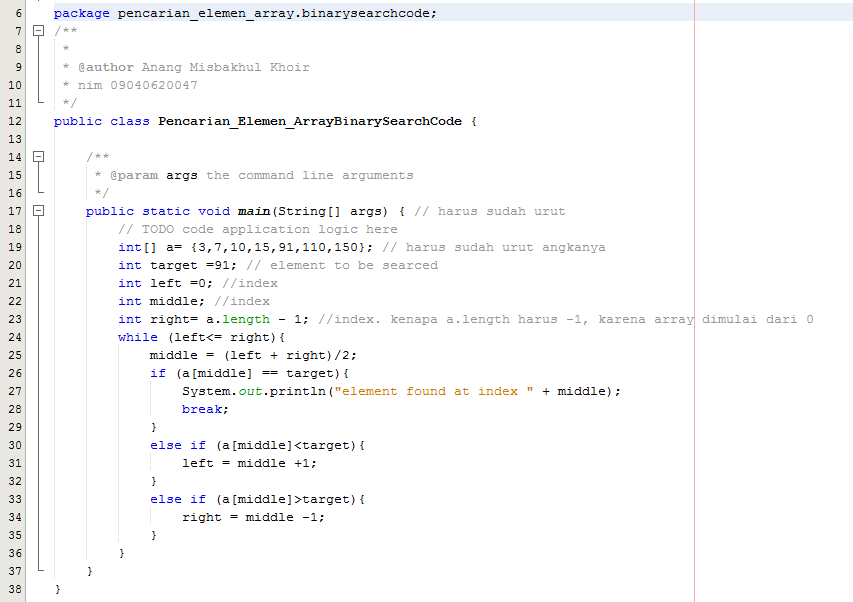 6 package pencarian_elemen_array.binarysearchcode;
7 /**
8  *
9  * @author Anang Misbakhul Khoir
10  * nim 09040620047
11  */
12 public class Pencarian_Elemen_ArrayBinarySearchCode {
13
14     /**
15      * @param args the command line arguments
16      */
17     public static void main(String[] args) { // harus sudah urut
18         // TODO code application logic here
19         int[] a= {3,7,10,15,91,110,150}; // harus sudah urut angkanya
20         int target =91; // element to be searced
21         int left =0; //index
22         int middle; //index
23         int right= a.length - 1; //index. kenapa a.length harus -1, karena array dimulai dari 0
24         while (left<= right){
25             middle = (left + right)/2;
26             if (a[middle] == target){
27                 System.out.println("element found at index " + middle);
28                 break;
29             }
30             else if (a[middle]<target){
31                 left = middle +1;
32             }
33             else if (a[middle]>target){
34                 right = middle -1;
35             }
36         }
37     }
38 }